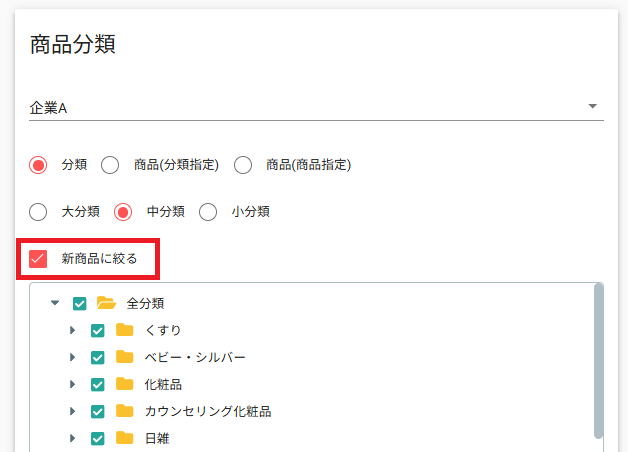 商品分類
企業A
分類 商品(分類指定) 商品(商品指定)
大分類 中分類 小分類
新商品に絞る
全分類
くすり
ベビー・シルバー
化粧品
カウンセリング化粧品
日雑